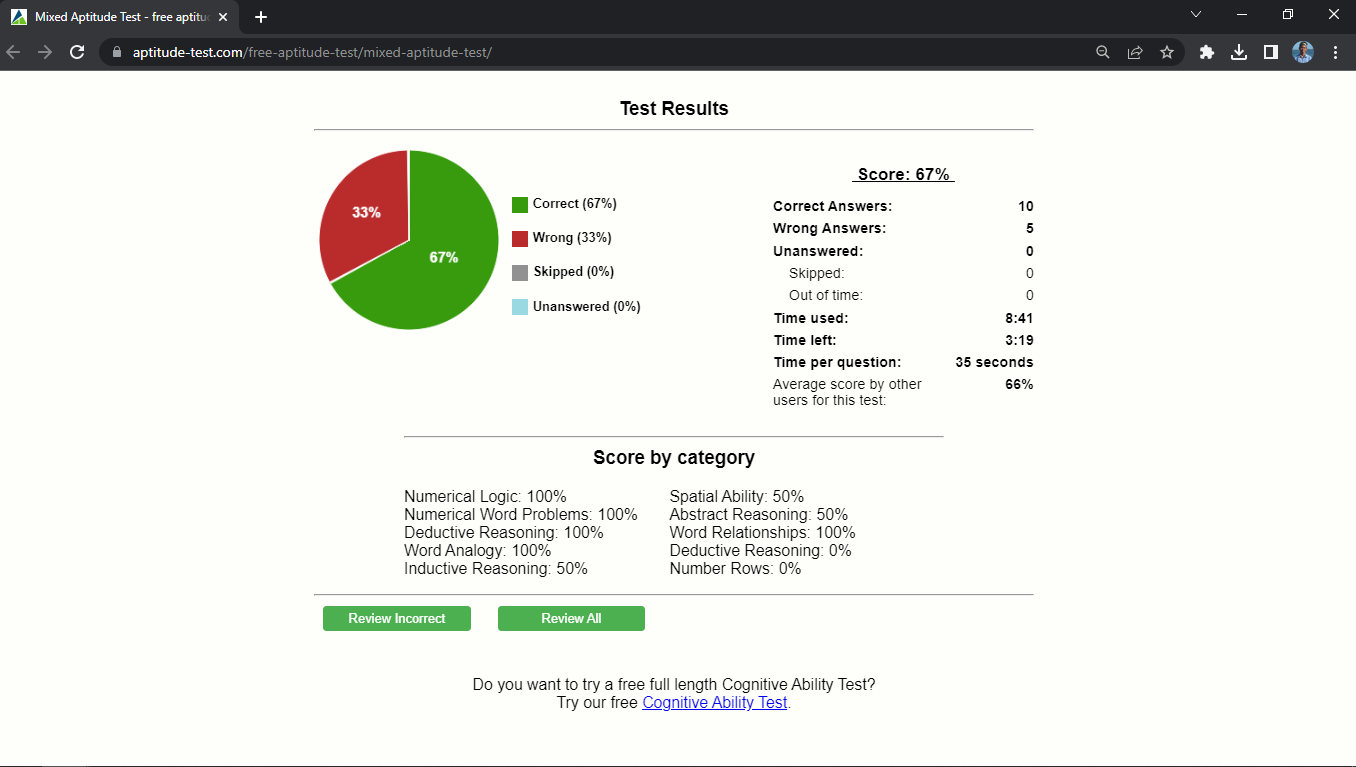 Mixed Aptitude Test - free aptitu
aptitude-test.com/free-aptitude-test/mixed-aptitude-test/
Test Results
33%
67%
Correct (67%)
Wrong (33%)
Skipped (0%)
Unanswered (0%)
Score: 67%
Correct Answers: 10
Wrong Answers: 5
Unanswered: 0
Skipped: 0
Out of time: 0
Time used: 8:41
Time left: 3:19
Time per question: 35 seconds
Average score by other 66%
users for this test:
Score by category
Numerical Logic: 100%
Numerical Word Problems: 100%
Deductive Reasoning: 100%
Word Analogy: 100%
Inductive Reasoning: 50%
Spatial Ability: 50%
Abstract Reasoning: 50%
Word Relationships: 100%
Deductive Reasoning: 0%
Number Rows: 0%
Review Incorrect
Review All
Do you want to try a free full length Cognitive Ability Test?
Try our free Cognitive Ability Test.